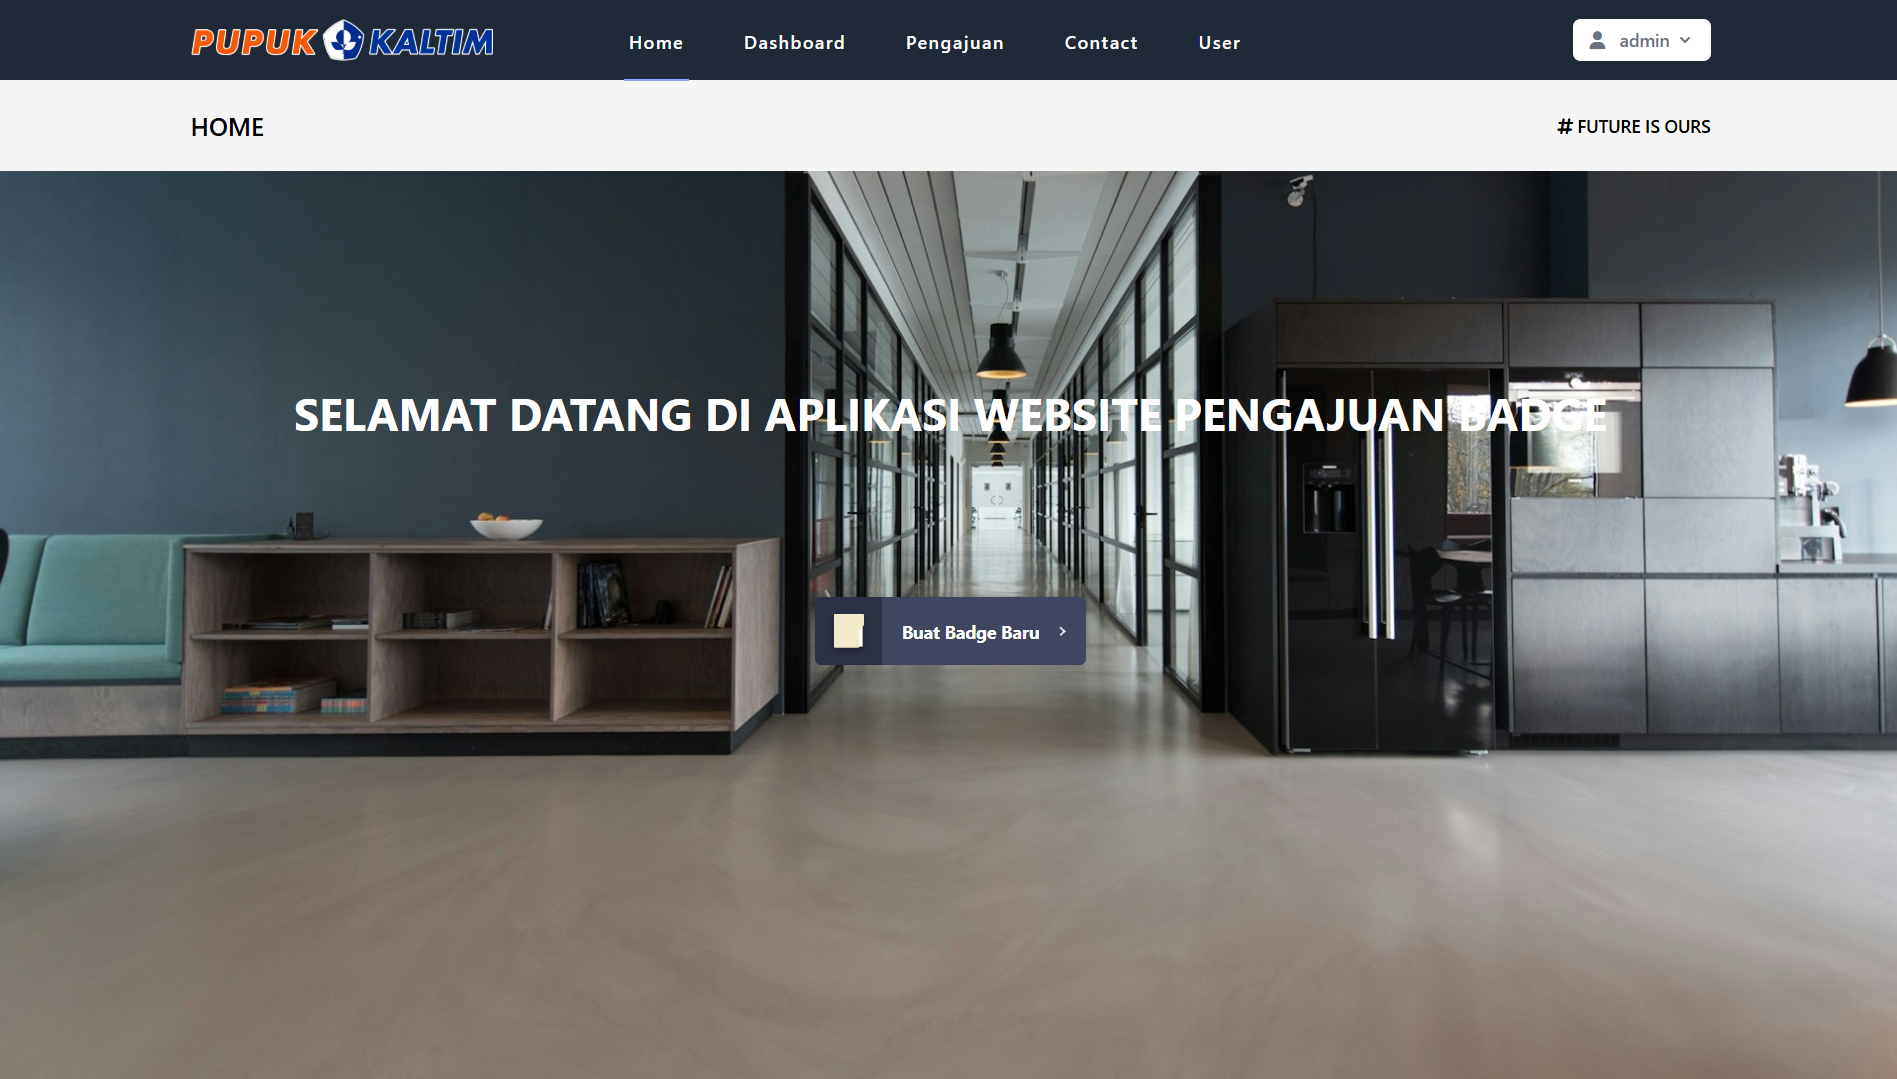 PUPUK KALTIM
Home
Dashboard
Pengajuan
Contact
User
admin
HOME
# FUTURE IS OURS
SELAMAT DATANG DI APLIKASI WEBSITE PENGAJUAN BADGE
Buat Badge Baru